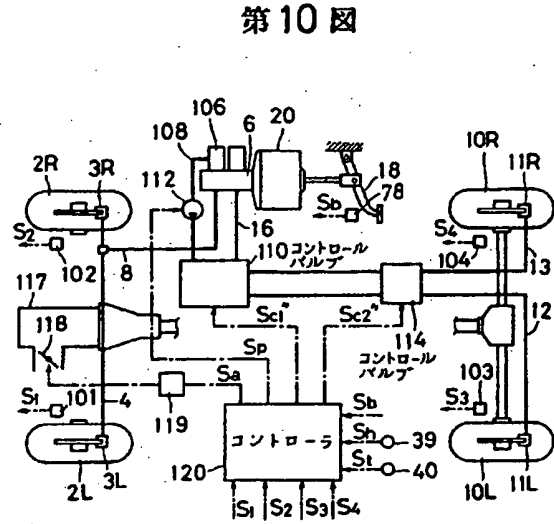 第10図
106
6
20
108
10R
2R
3R
11R
112
18
78
Sb
S2
16
S4
102
8
110 コントロール
バルブ
104
13
117
118
Sc1"
Sc2"
114
12
コントロール
バルブ
Sp
S1
101
4
Sa
119
Sb
S3
103
コントローラ
Sh
39
St
40
120
2L
3L
10L
11L
S1 S2 S3 S4